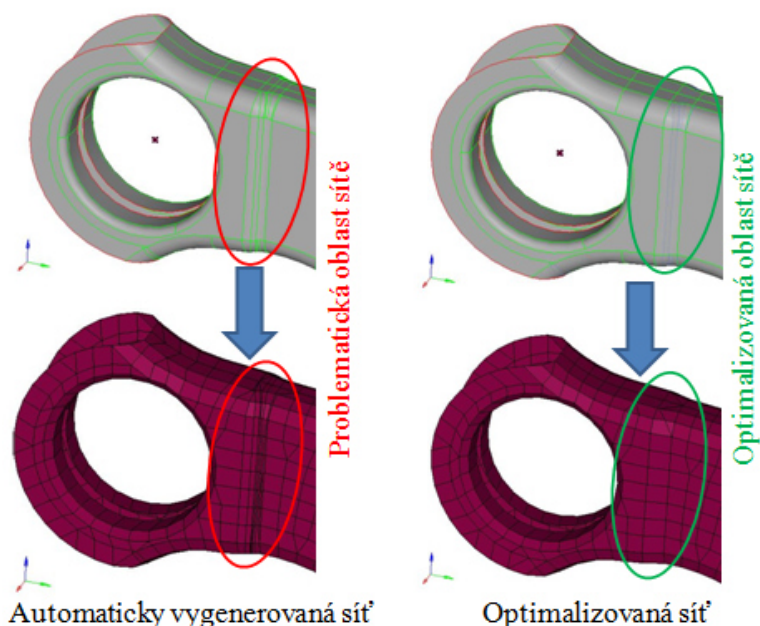 Problematická oblast sítě
Optimalizovaná oblast sítě
Automaticky vygenerovaná síť
Optimalizovaná síť